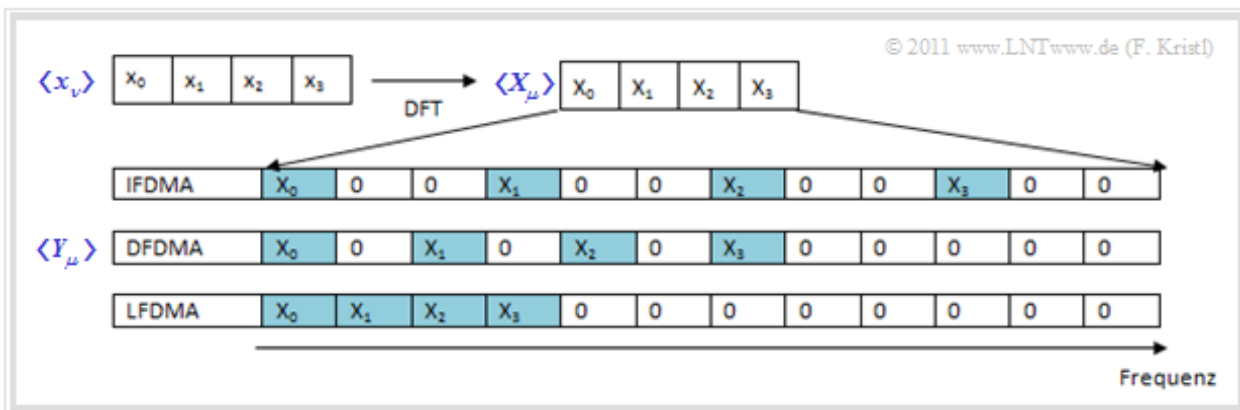 © 2011 www.LNTwww.de (F. Kristl)
⟨xᵥ⟩ x₀ x₁ x₂ x₃ DFT ⟨X_μ⟩ X₀ X₁ X₂ X₃
IFDMA X₀ 0 0 X₁ 0 0 X₂ 0 0 X₃ 0 0
⟨Y_μ⟩ DFDMA X₀ 0 X₁ 0 X₂ 0 X₃ 0 0 0 0 0
LFDMA X₀ X₁ X₂ X₃ 0 0 0 0 0 0 0 0
Frequenz